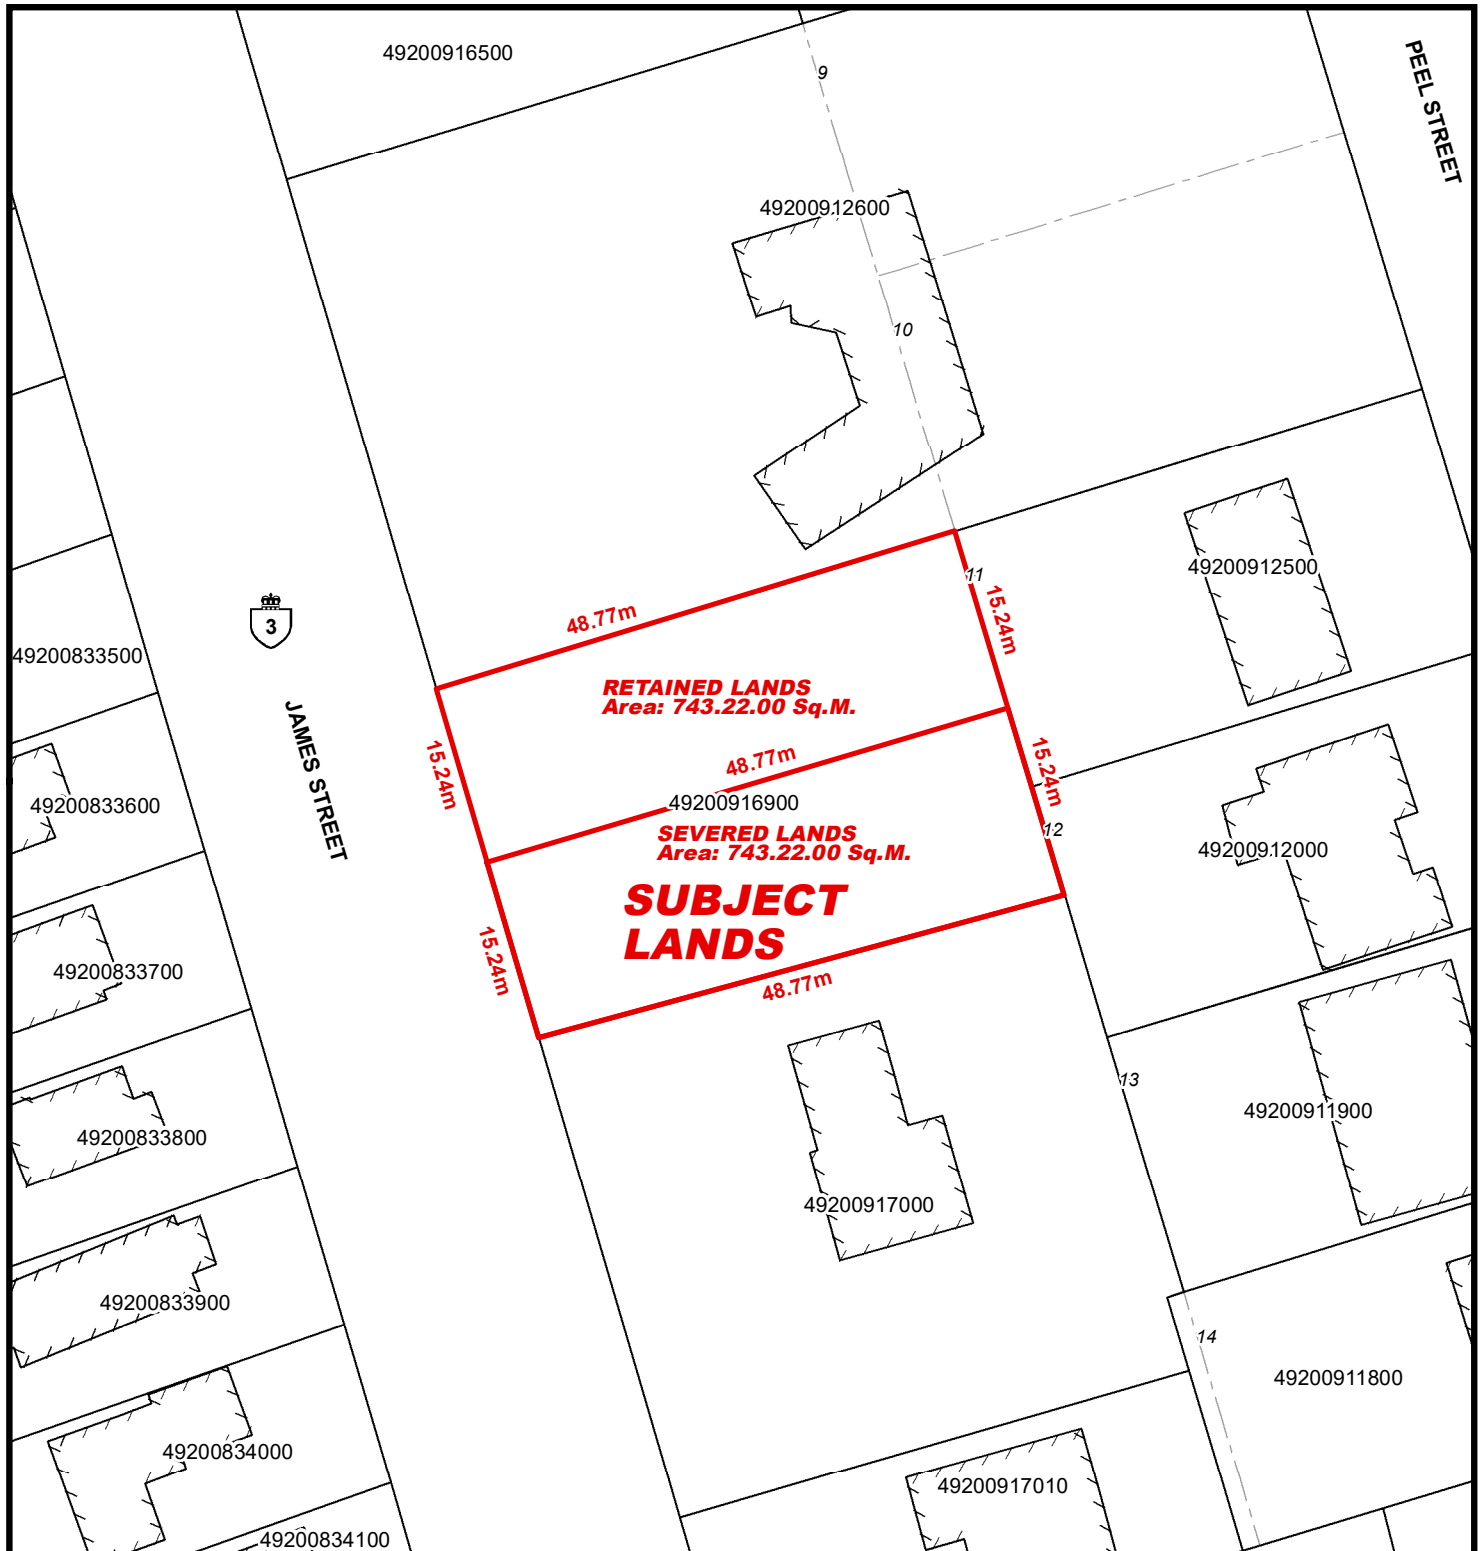 49200916500
9
PEEL STREET
49200912600
10
11
49200912500
48.77m
15.24m
3
49200833500
RETAINED LANDS
Area: 743.22.00 Sq.M.
JAMES STREET
15.24m
48.77m
15.24m
49200833600
49200916900
12
SEVERED LANDS
Area: 743.22.00 Sq.M.
49200912000
SUBJECT
LANDS
15.24m
48.77m
49200833700
13
49200911900
49200833800
49200917000
49200833900
14
49200911800
49200834000
49200917010
49200834100